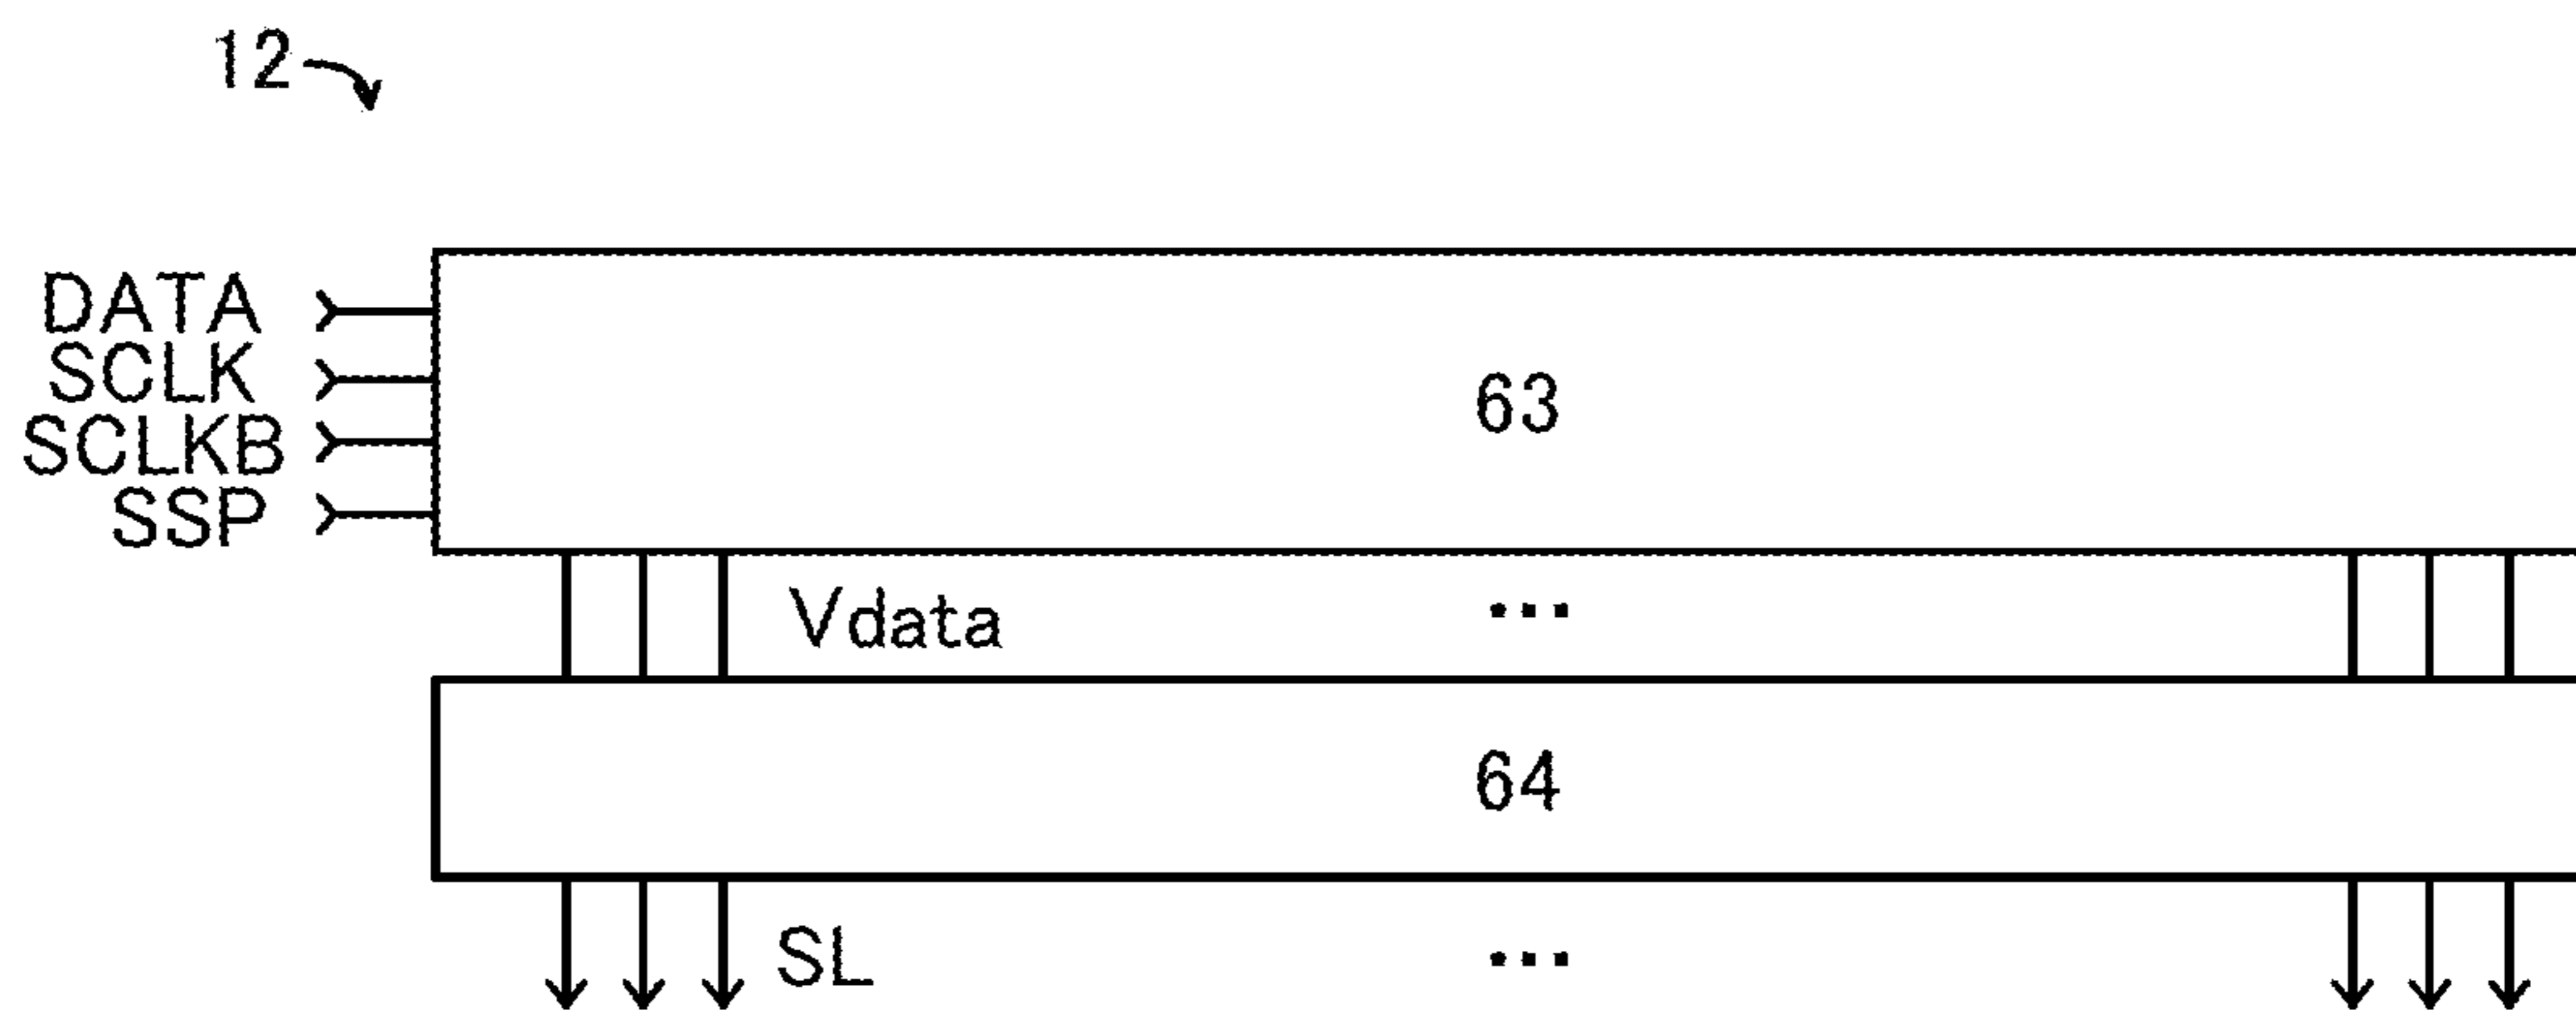 12
DATA
SCLK
SCLKB
SSP
63
Vdata ...
64
SL ...